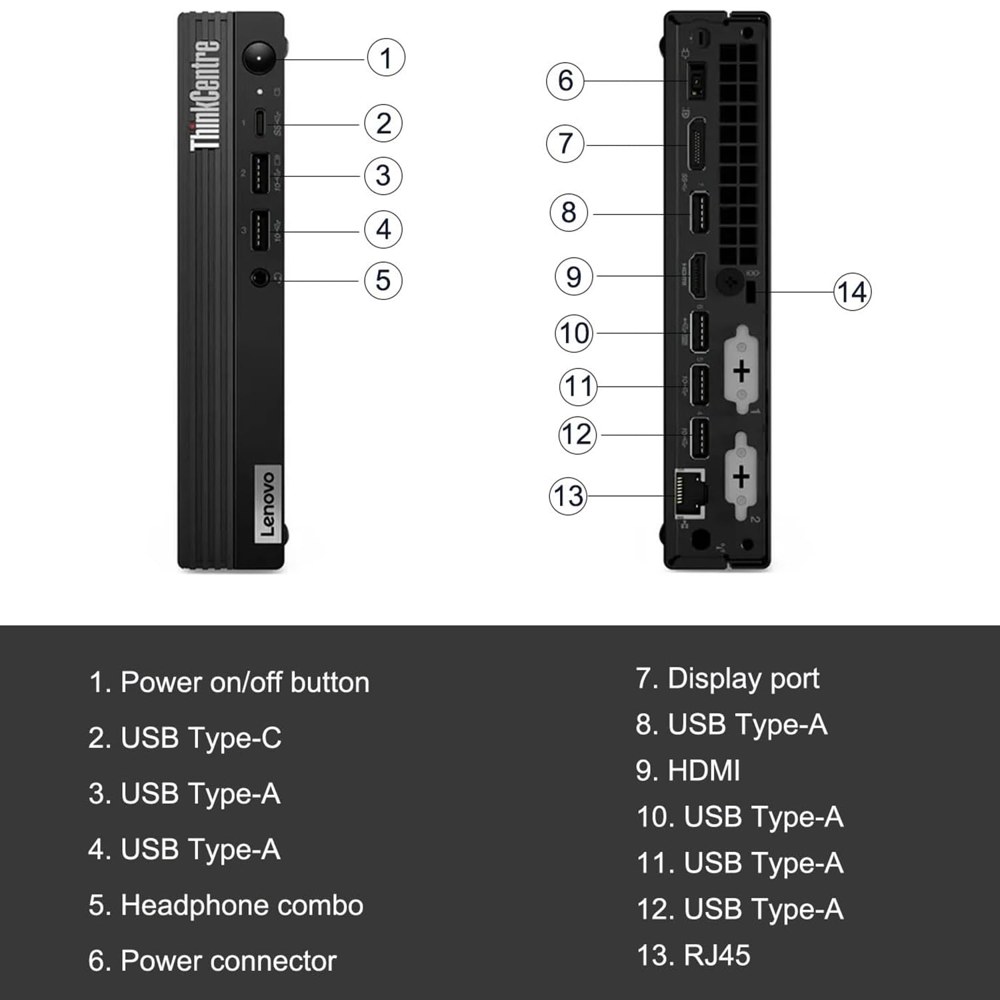 ThinkCentre
1
2
3
4
5
Lenovo
6
7
8
9
10
11
12
13
14
1
2
1. Power on/off button
2. USB Type-C
3. USB Type-A
4. USB Type-A
5. Headphone combo
6. Power connector
7. Display port
8. USB Type-A
9. HDMI
10. USB Type-A
11. USB Type-A
12. USB Type-A
13. RJ45